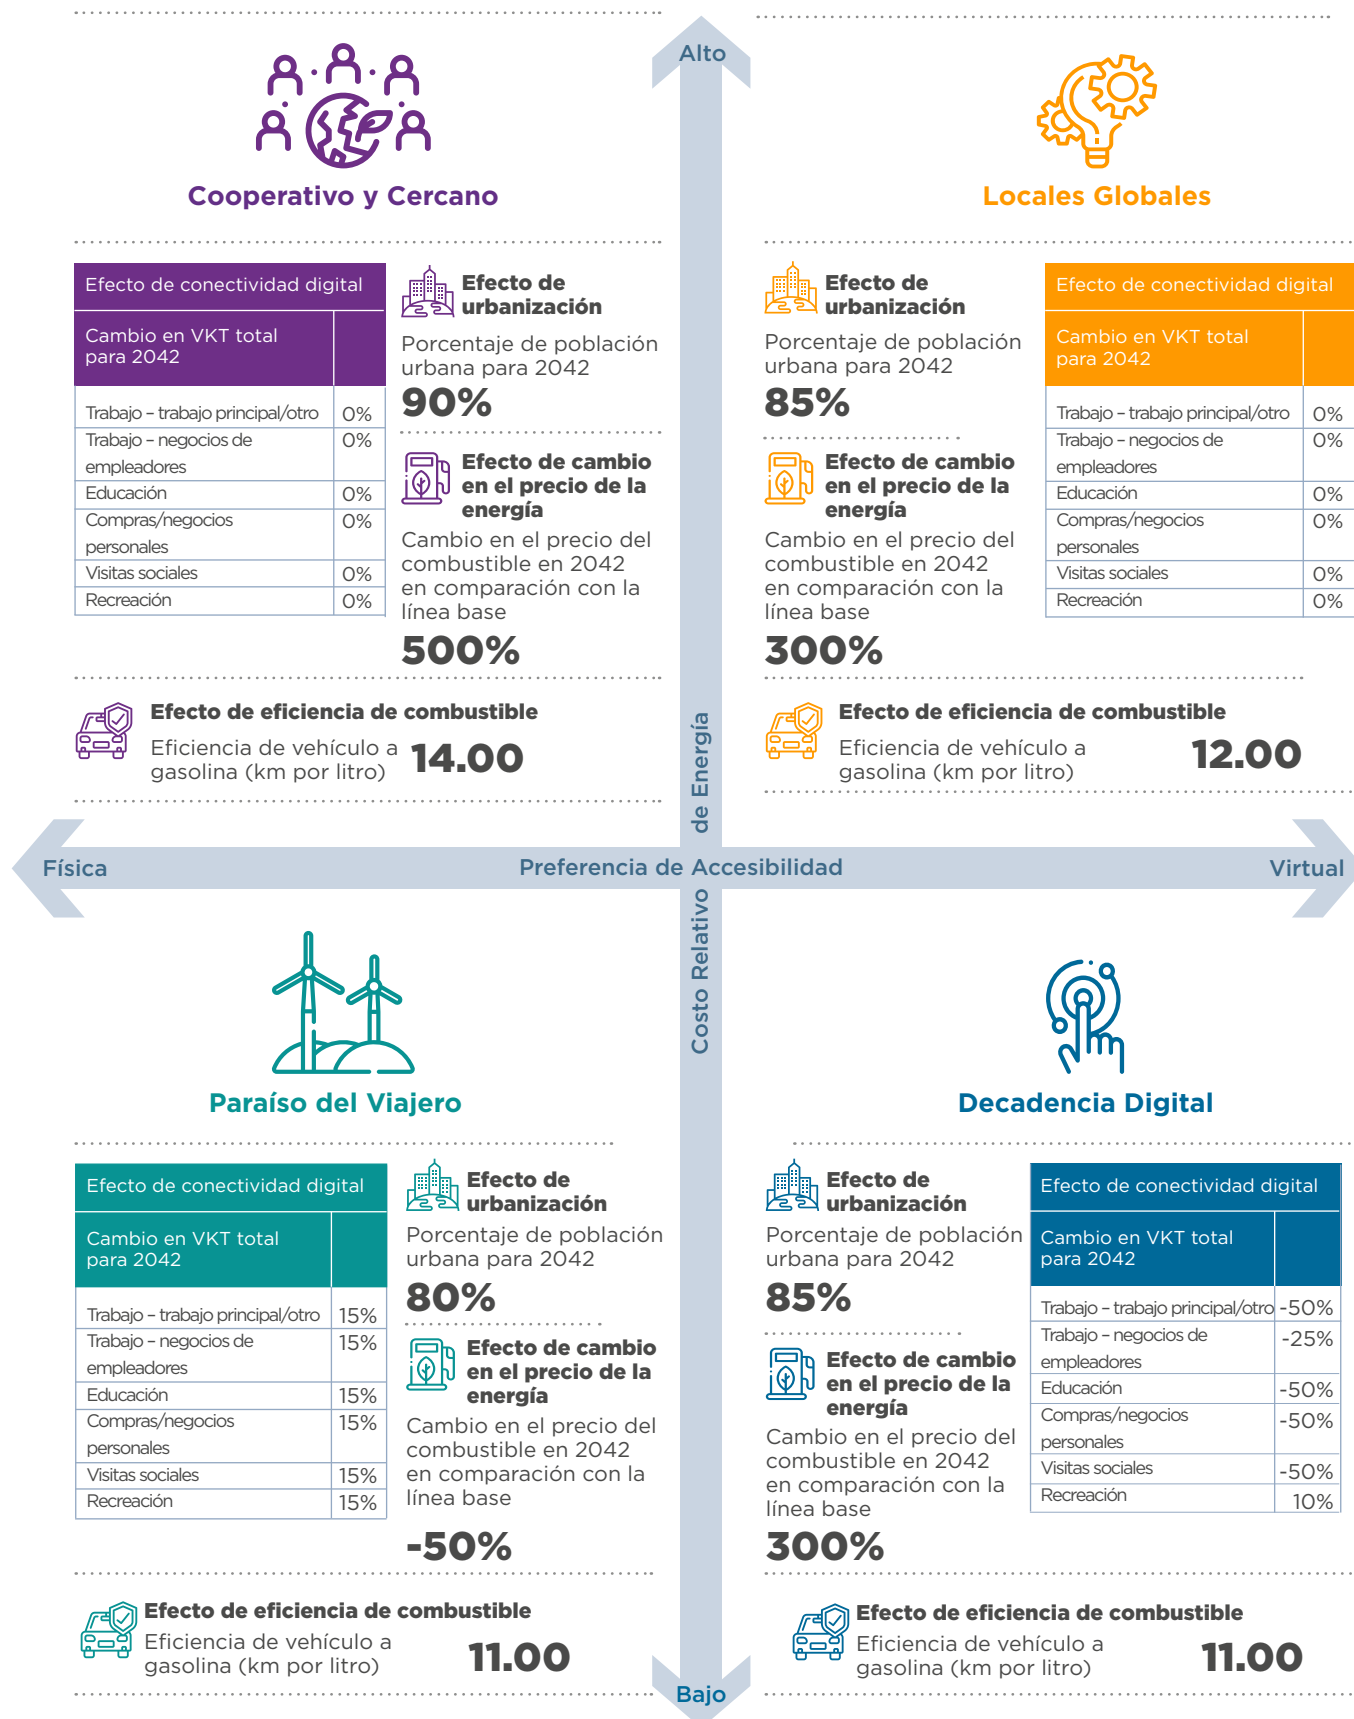 Alto
Cooperativo y Cercano
Efecto de conectividad digital
Cambio en VKT total
para 2042
Trabajo – trabajo principal/otro 0%
Trabajo – negocios de 0%
empleadores
Educación 0%
Compras/negocios 0%
personales
Visitas sociales 0%
Recreación 0%
Efecto de
urbanización
Porcentaje de población
urbana para 2042
90%
Efecto de cambio
en el precio de la
energía
Cambio en el precio del
combustible en 2042
en comparación con la
línea base
500%
Efecto de eficiencia de combustible
Eficiencia de vehículo a
gasolina (km por litro)
14.00
Locales Globales
Efecto de
urbanización
Porcentaje de población
urbana para 2042
85%
Efecto de cambio
en el precio de la
energía
Cambio en el precio del
combustible en 2042
en comparación con la
línea base
300%
Efecto de conectividad digital
Cambio en VKT total
para 2042
Trabajo – trabajo principal/otro 0%
Trabajo – negocios de 0%
empleadores
Educación 0%
Compras/negocios 0%
personales
Visitas sociales 0%
Recreación 0%
Efecto de eficiencia de combustible
Eficiencia de vehículo a
gasolina (km por litro)
12.00
Física
Preferencia de Accesibilidad
Virtual
Costo Relativo de Energía
Paraíso del Viajero
Efecto de conectividad digital
Cambio en VKT total
para 2042
Trabajo – trabajo principal/otro 15%
Trabajo – negocios de 15%
empleadores
Educación 15%
Compras/negocios 15%
personales
Visitas sociales 15%
Recreación 15%
Efecto de
urbanización
Porcentaje de población
urbana para 2042
80%
Efecto de cambio
en el precio de la
energía
Cambio en el precio del
combustible en 2042
en comparación con la
línea base
-50%
Efecto de eficiencia de combustible
Eficiencia de vehículo a
gasolina (km por litro)
11.00
Decadencia Digital
Efecto de
urbanización
Porcentaje de población
urbana para 2042
85%
Efecto de cambio
en el precio de la
energía
Cambio en el precio del
combustible en 2042
en comparación con la
línea base
300%
Efecto de conectividad digital
Cambio en VKT total
para 2042
Trabajo – trabajo principal/otro -50%
Trabajo – negocios de -25%
empleadores
Educación -50%
Compras/negocios -50%
personales
Visitas sociales -50%
Recreación 10%
Efecto de eficiencia de combustible
Eficiencia de vehículo a
gasolina (km por litro)
11.00
Bajo